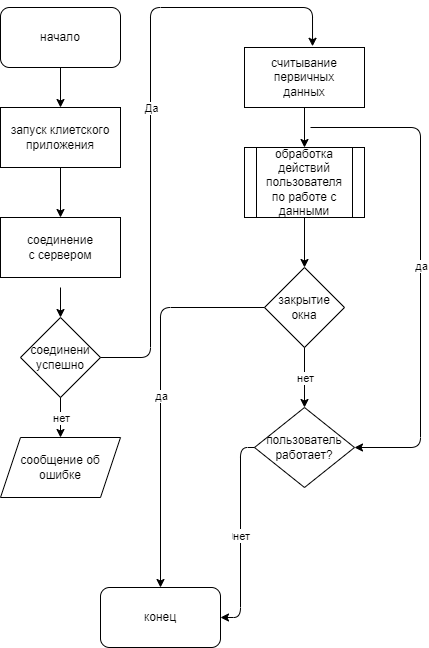 начало
запуск клиетского
приложения
соединение
с сервером
соединени
успешно
Да
нет
сообщение об
ошибке
считывание
первичных
данных
обработка
действий
пользователя
по работе с
данными
да
закрытие
окна
да
нет
пользователь
работает?
нет
конец